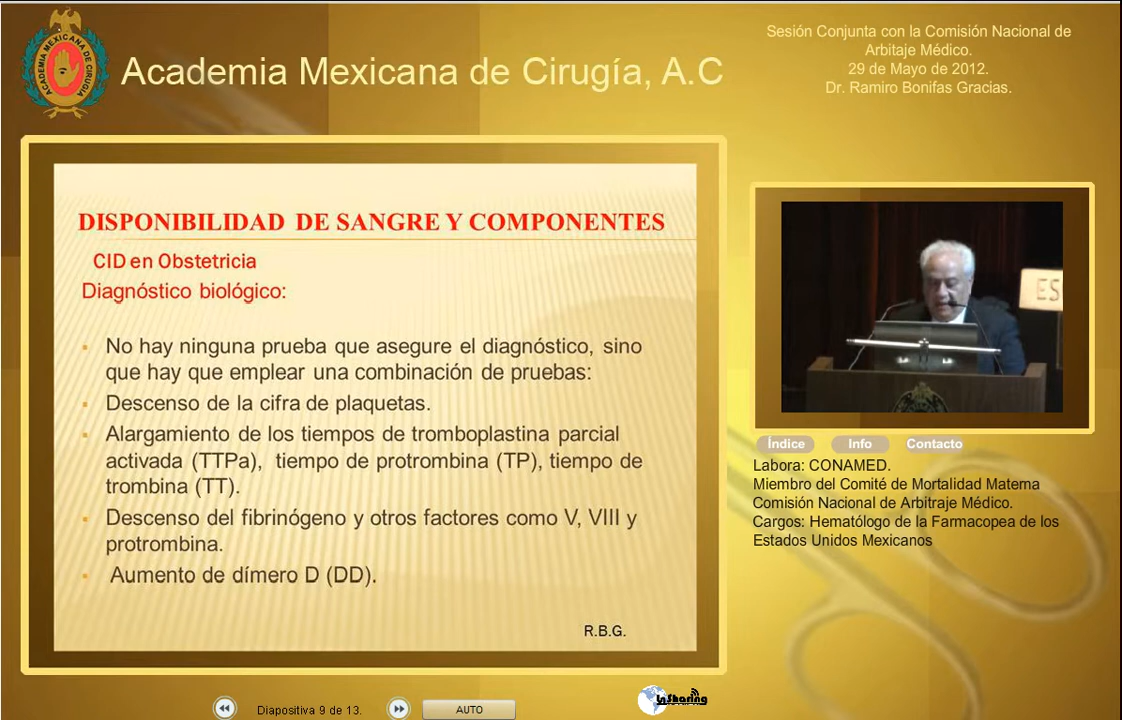 ACADEMIA MEXICANA DE CIRUGIA
Academia Mexicana de Cirugía, A.C
Sesión Conjunta con la Comisión Nacional de
Arbitaje Médico.
29 de Mayo de 2012.
Dr. Ramiro Bonifas Gracias.
DISPONIBILIDAD DE SANGRE Y COMPONENTES
CID en Obstetricia
Diagnóstico biológico:
▪ No hay ninguna prueba que asegure el diagnóstico, sino
que hay que emplear una combinación de pruebas:
▪ Descenso de la cifra de plaquetas.
▪ Alargamiento de los tiempos de tromboplastina parcial
activada (TTPa), tiempo de protrombina (TP), tiempo de
trombina (TT).
▪ Descenso del fibrinógeno y otros factores como V, VIII y
protrombina.
▪ Aumento de dímero D (DD).
R.B.G.
ES
Índice Info Contacto
Labora: CONAMED.
Miembro del Comité de Mortalidad Materna
Comisión Nacional de Arbitraje Médico.
Cargos: Hematólogo de la Farmacopea de los
Estados Unidos Mexicanos
Diapositiva 9 de 13.
AUTO
InSharing